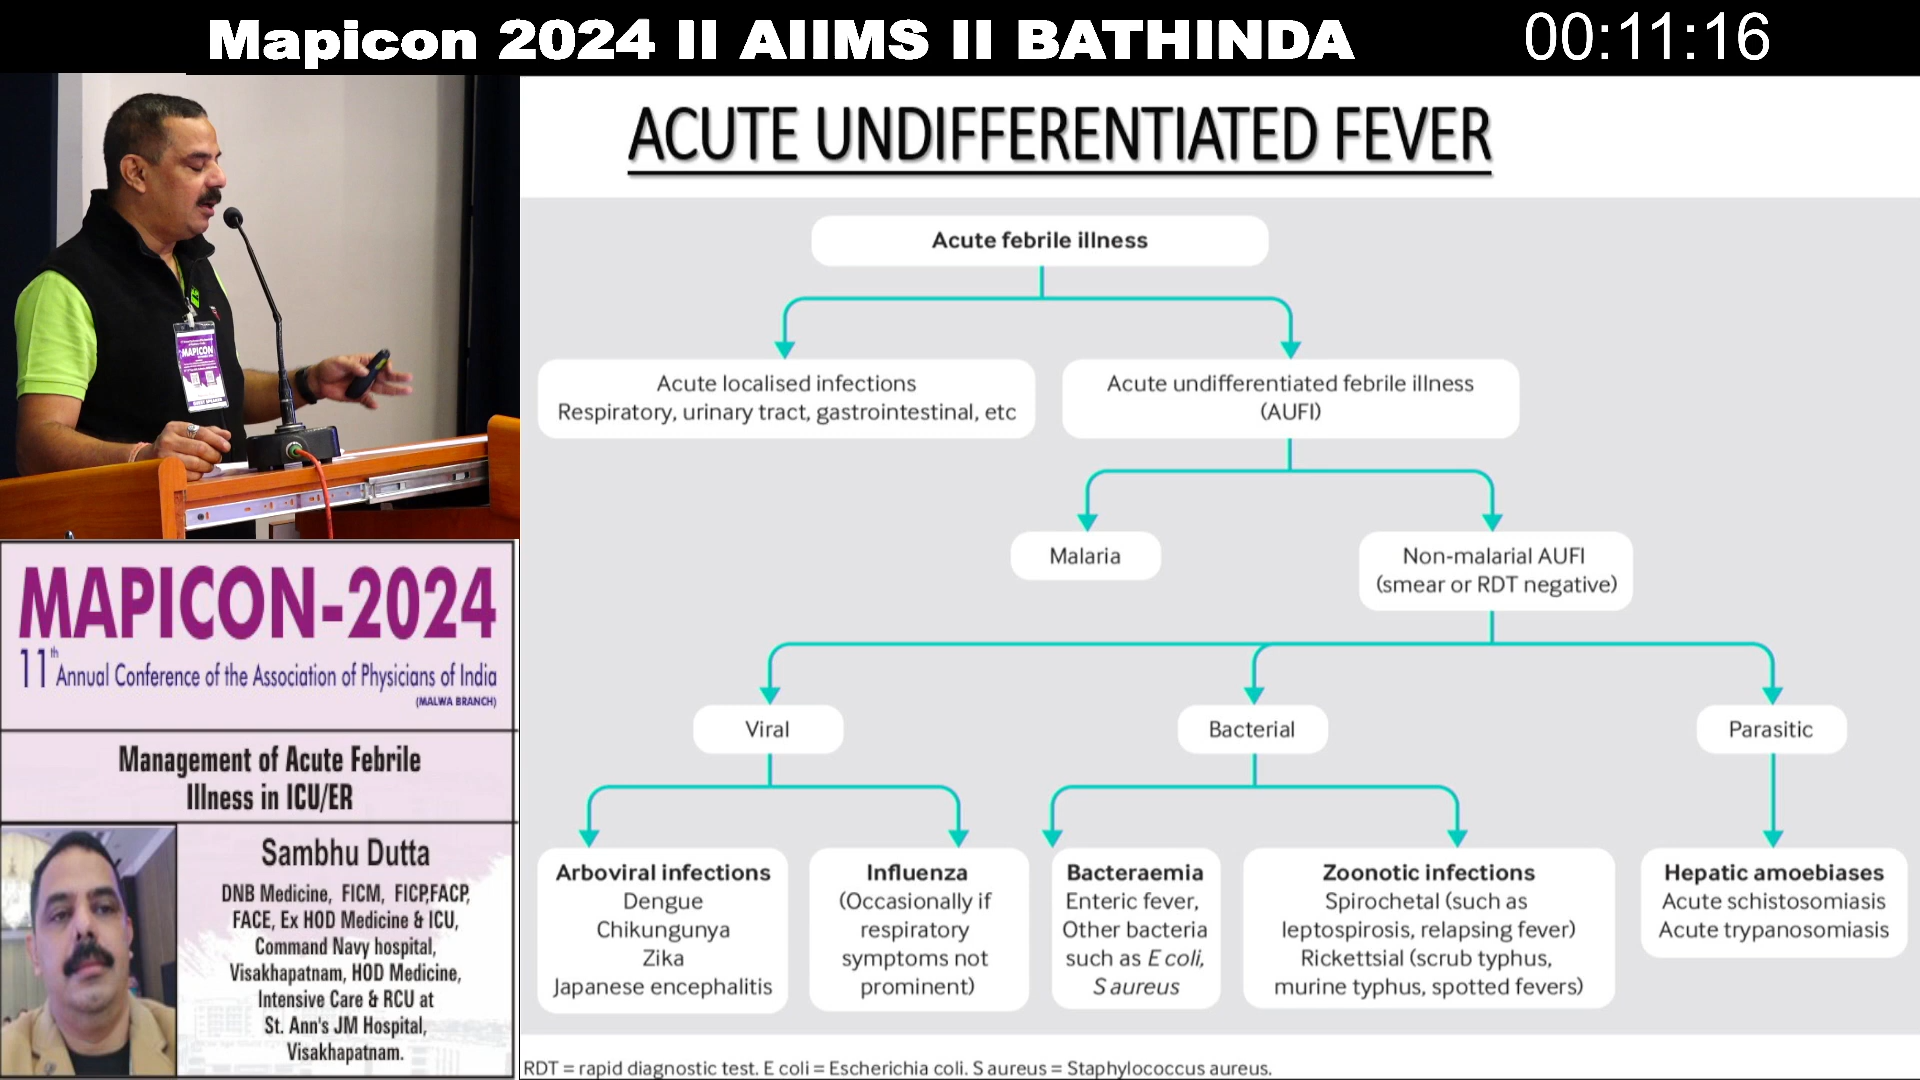 Mapicon 2024 II AIIMS II BATHINDA
00:11:16
MAPICON
MAPICON-2024
11th Annual Conference of the Association of Physicians of India
(MALWA BRANCH)
Management of Acute Febrile
Illness in ICU/ER
Sambhu Dutta
DNB Medicine, FICM, FICP,FACP,
FACE, Ex HOD Medicine & ICU,
Command Navy hospital,
Visakhapatnam, HOD Medicine,
Intensive Care & RCU at
St. Ann's JM Hospital,
Visakhapatnam.
ACUTE UNDIFFERENTIATED FEVER
Acute febrile illness
Acute localised infections
Respiratory, urinary tract, gastrointestinal, etc
Acute undifferentiated febrile illness
(AUFI)
Malaria
Non-malarial AUFI
(smear or RDT negative)
Viral
Bacterial
Parasitic
Arboviral infections
Dengue
Chikungunya
Zika
Japanese encephalitis
Influenza
(Occasionally if
respiratory
symptoms not
prominent)
Bacteraemia
Enteric fever,
Other bacteria
such as E coli,
S aureus
Zoonotic infections
Spirochetal (such as
leptospirosis, relapsing fever)
Rickettsial (scrub typhus,
murine typhus, spotted fevers)
Hepatic amoebiases
Acute schistosomiasis
Acute trypanosomiasis
RDT = rapid diagnostic test. E coli = Escherichia coli. S aureus = Staphylococcus aureus.